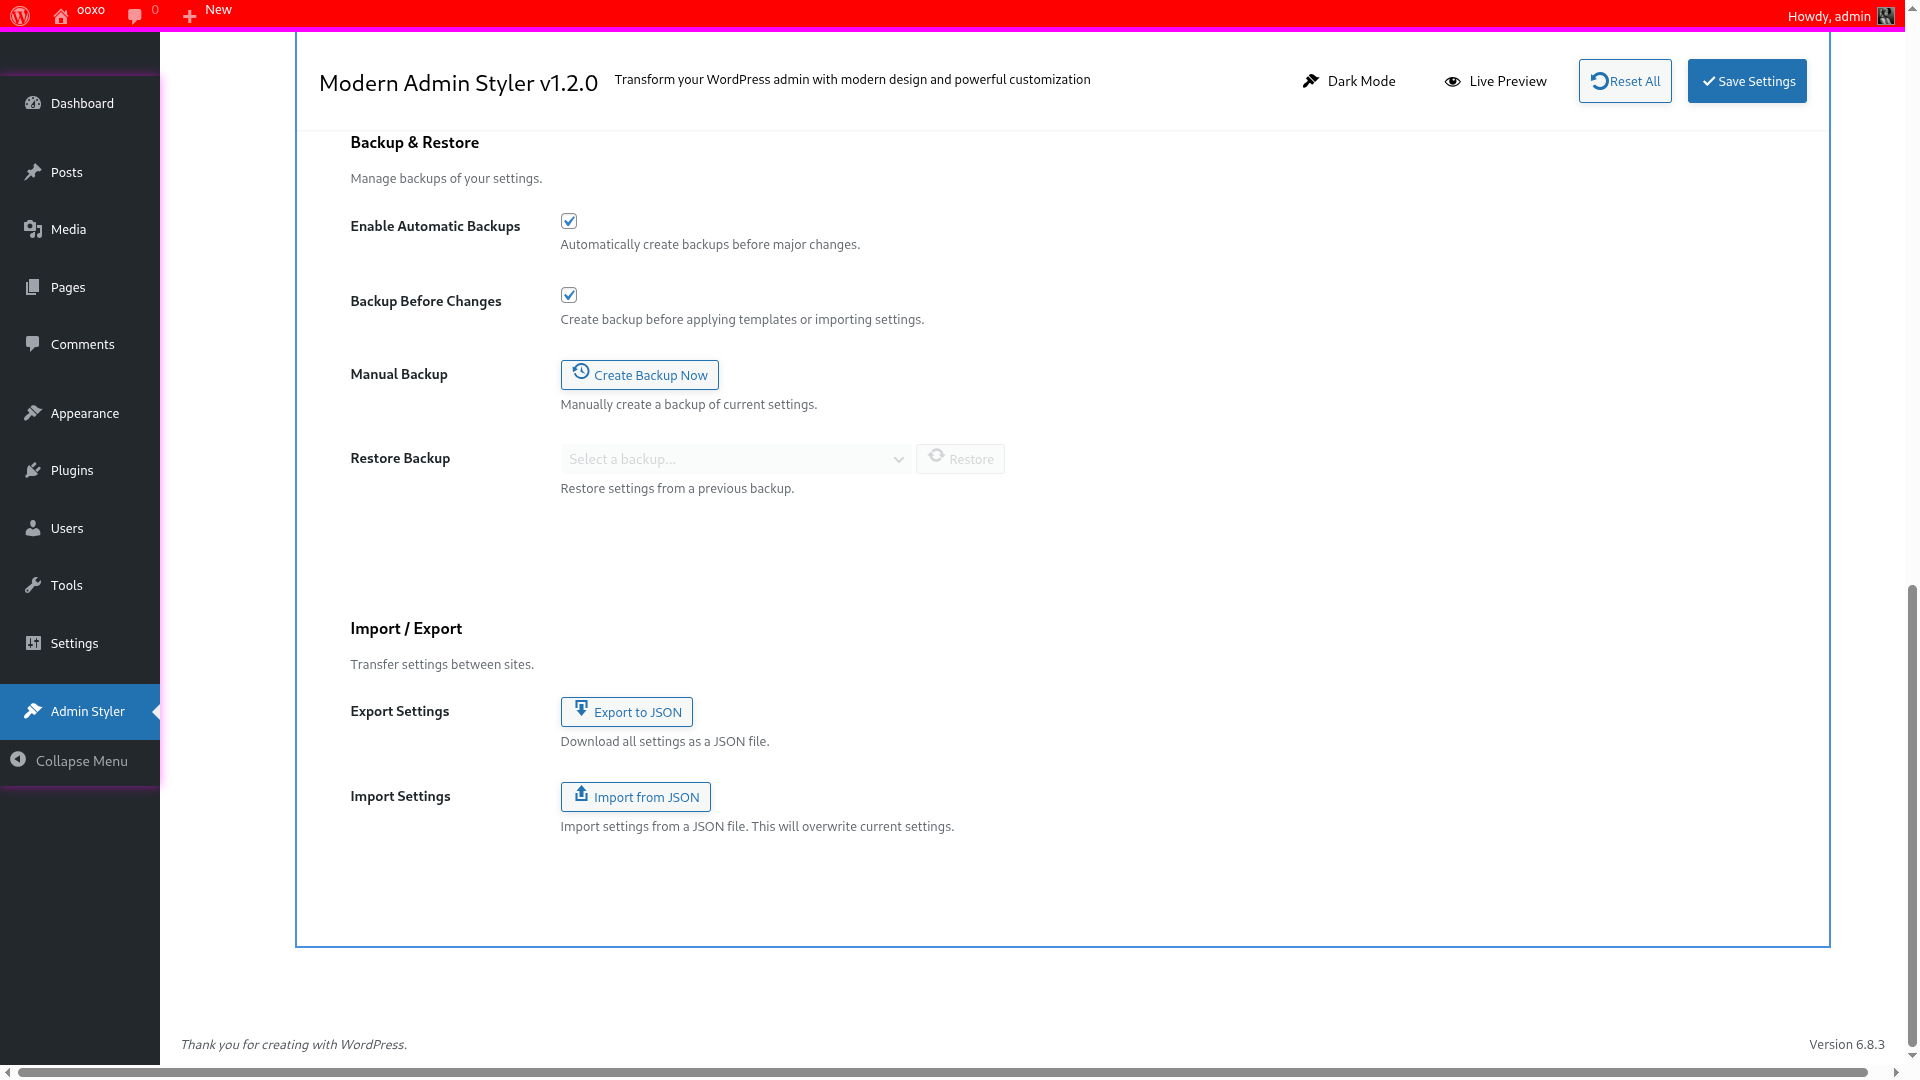 ooxo
0
New
Howdy, admin
Dashboard
Posts
Media
Pages
Comments
Appearance
Plugins
Users
Tools
Settings
Admin Styler
Collapse Menu
Modern Admin Styler v1.2.0
Transform your WordPress admin with modern design and powerful customization
Dark Mode
Live Preview
Reset All
Save Settings
Backup & Restore
Manage backups of your settings.
Enable Automatic Backups
Automatically create backups before major changes.
Backup Before Changes
Create backup before applying templates or importing settings.
Manual Backup
Create Backup Now
Manually create a backup of current settings.
Restore Backup
Select a backup...
Restore
Restore settings from a previous backup.
Import / Export
Transfer settings between sites.
Export Settings
Export to JSON
Download all settings as a JSON file.
Import Settings
Import from JSON
Import settings from a JSON file. This will overwrite current settings.
Thank you for creating with WordPress.
Version 6.8.3